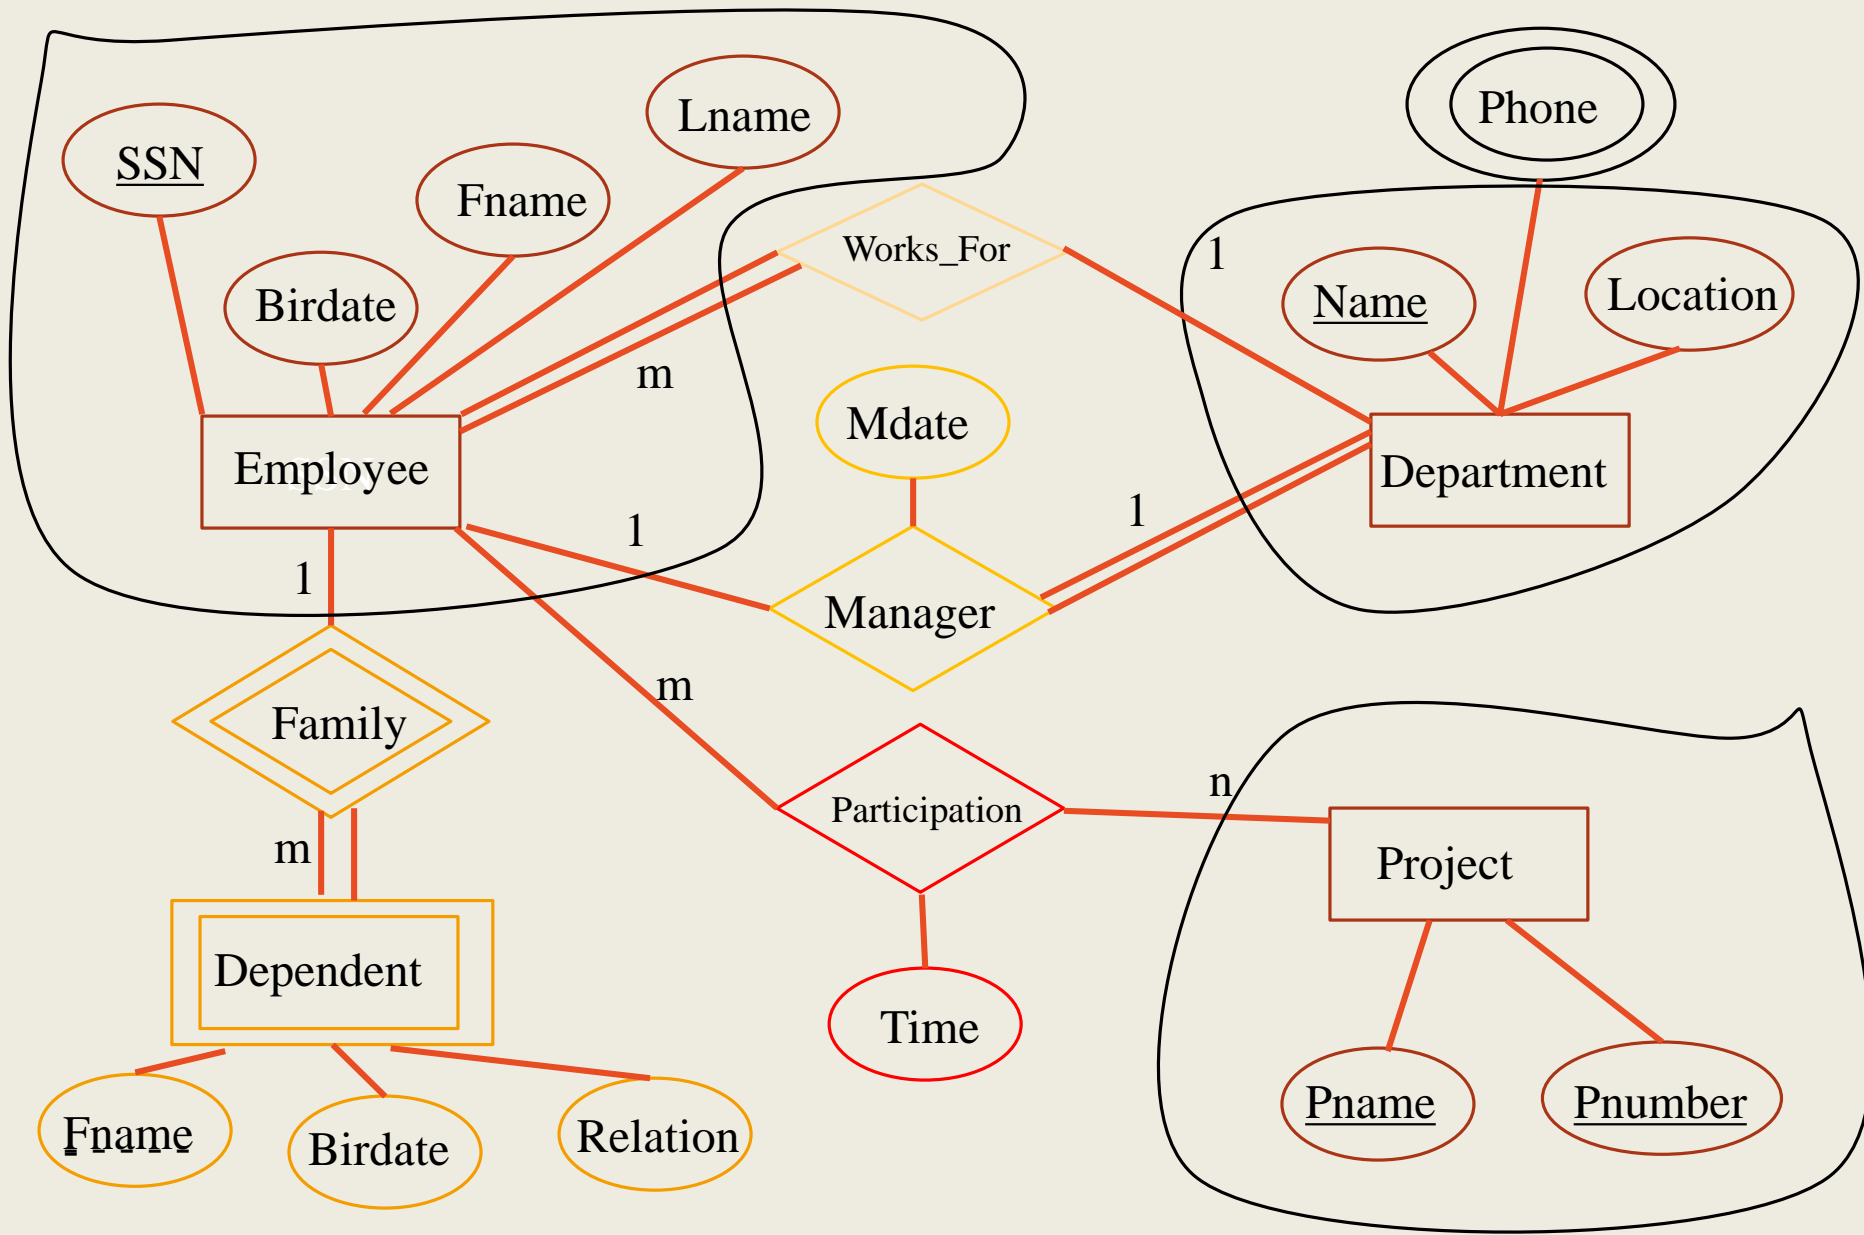 Phone
Lname
SSN
Fname
Works_For
1
Name
Location
Birdate
m
Mdate
Employee
Department
1
1
1
Manager
m
Family
n
Participation
m
Project
Dependent
Time
Pname
Pnumber
Fname
Birdate
Relation